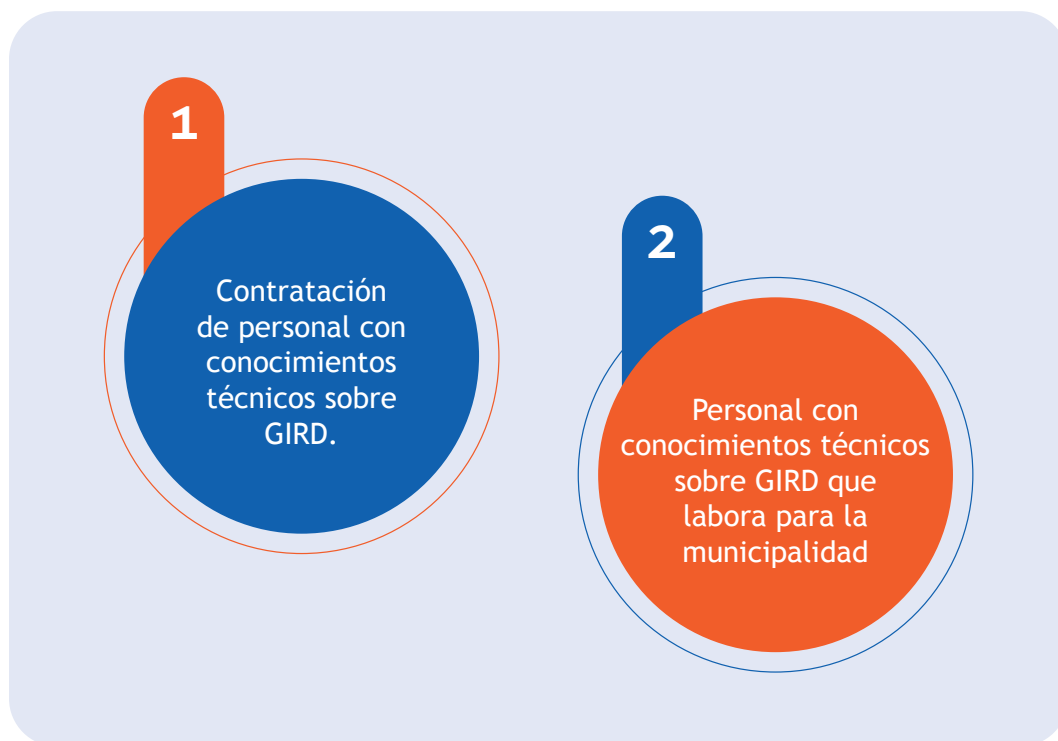 1
Contratación
de personal con
conocimientos
técnicos sobre
GIRD.
2
Personal con
conocimientos técnicos
sobre GIRD que
labora para la
municipalidad